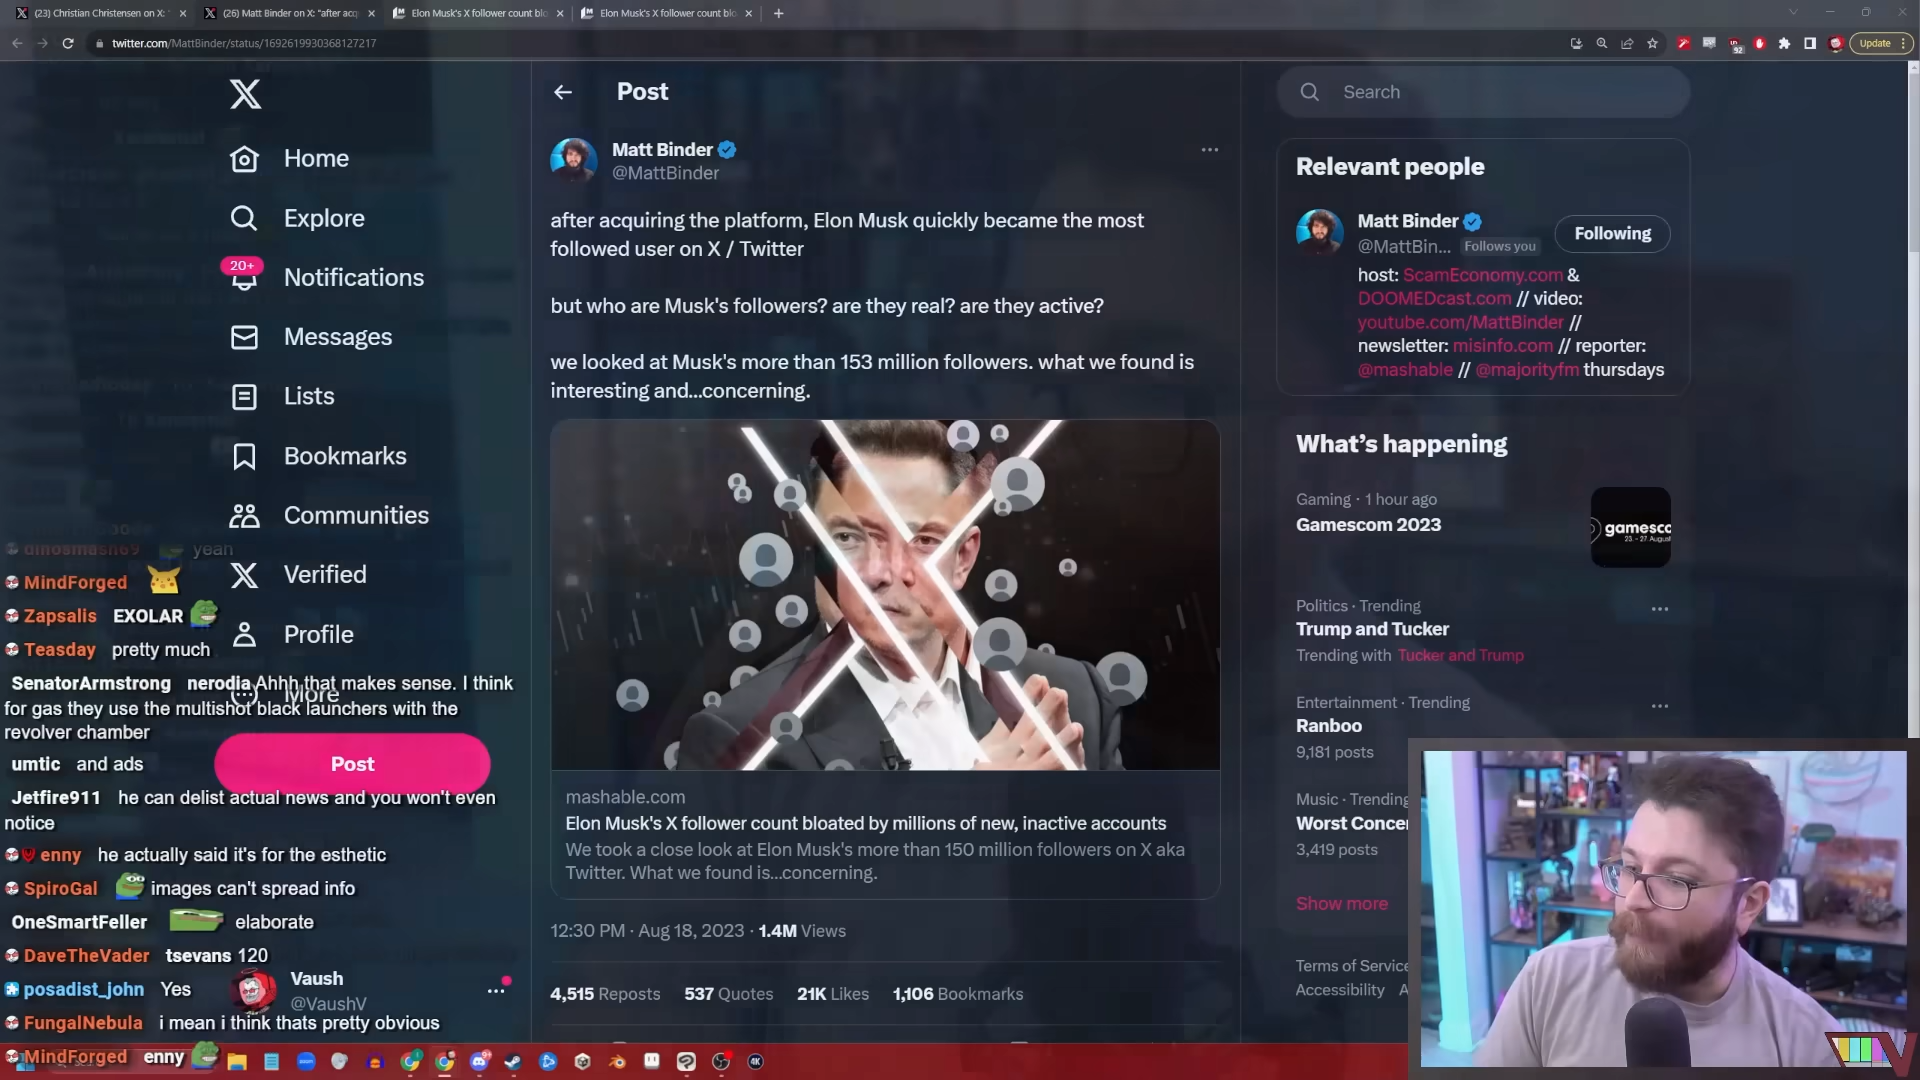 (23) Christian Christensen on X: "
(26) Matt Binder on X: "after acq
Elon Musk's X follower count blo
Elon Musk's X follower count blo
twitter.com/MattBinder/status/1692619930368127217
92
Update
Home
Explore
20+
Notifications
Messages
Lists
Bookmarks
Communities
Verified
Profile
More
Post
Vaush
@VaushV
Post
Matt Binder
@MattBinder
after acquiring the platform, Elon Musk quickly became the most
followed user on X / Twitter
but who are Musk's followers? are they real? are they active?
we looked at Musk's more than 153 million followers. what we found is
interesting and...concerning.
mashable.com
Elon Musk's X follower count bloated by millions of new, inactive accounts
We took a close look at Elon Musk's more than 150 million followers on X aka
Twitter. What we found is...concerning.
12:30 PM · Aug 18, 2023 · 1.4M Views
4,515 Reposts 537 Quotes 21K Likes 1,106 Bookmarks
Search
Relevant people
Matt Binder
@MattBin... Follows you
Following
host: ScamEconomy.com &
DOOMEDcast.com // video:
youtube.com/MattBinder //
newsletter: misinfo.com // reporter:
@mashable // @majorityfm thursdays
What's happening
Gaming · 1 hour ago
Gamescom 2023
gamesco
23. - 27. August
Politics · Trending
Trump and Tucker
Trending with Tucker and Trump
Entertainment · Trending
Ranboo
9,181 posts
Music · Trending
Worst Concer
3,419 posts
Show more
Terms of Service
Accessibility A
dinosmash69 yeah
MindForged
Zapsalis EXOLAR
Teasday pretty much
SenatorArmstrong nerodia Ahhh that makes sense. I think
for gas they use the multishot black launchers with the
revolver chamber
umtic and ads
Jetfire911 he can delist actual news and you won't even
notice
enny he actually said it's for the esthetic
SpiroGal images can't spread info
OneSmartFeller elaborate
DaveTheVader tsevans 120
posadist_john Yes
FungalNebula i mean i think thats pretty obvious
MindForged enny
4K